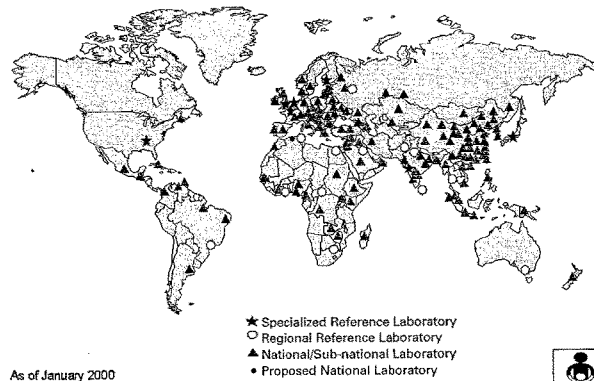 Specialized Reference Laboratory
Regional Reference Laboratory
National/Sub-national Laboratory
Proposed National Laboratory
As of January 2000